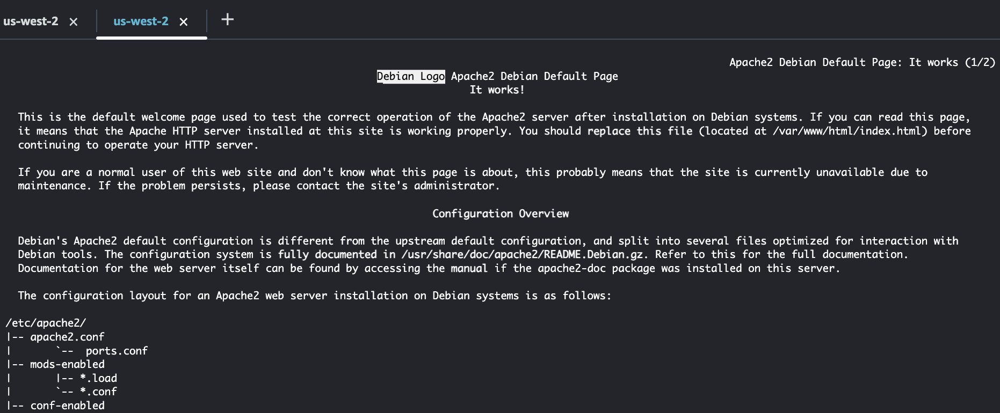 us-west-2 × us-west-2 × +
Apache2 Debian Default Page: It works (1/2)
Debian Logo Apache2 Debian Default Page
It works!
This is the default welcome page used to test the correct operation of the Apache2 server after installation on Debian systems. If you can read this page,
it means that the Apache HTTP server installed at this site is working properly. You should replace this file (located at /var/www/html/index.html) before
continuing to operate your HTTP server.
If you are a normal user of this web site and don't know what this page is about, this probably means that the site is currently unavailable due to
maintenance. If the problem persists, please contact the site's administrator.
Configuration Overview
Debian's Apache2 default configuration is different from the upstream default configuration, and split into several files optimized for interaction with
Debian tools. The configuration system is fully documented in /usr/share/doc/apache2/README.Debian.gz. Refer to this for the full documentation.
Documentation for the web server itself can be found by accessing the manual if the apache2-doc package was installed on this server.
The configuration layout for an Apache2 web server installation on Debian systems is as follows:
/etc/apache2/
|-- apache2.conf
|       `--  ports.conf
|-- mods-enabled
|       |-- *.load
|       `-- *.conf
|-- conf-enabled